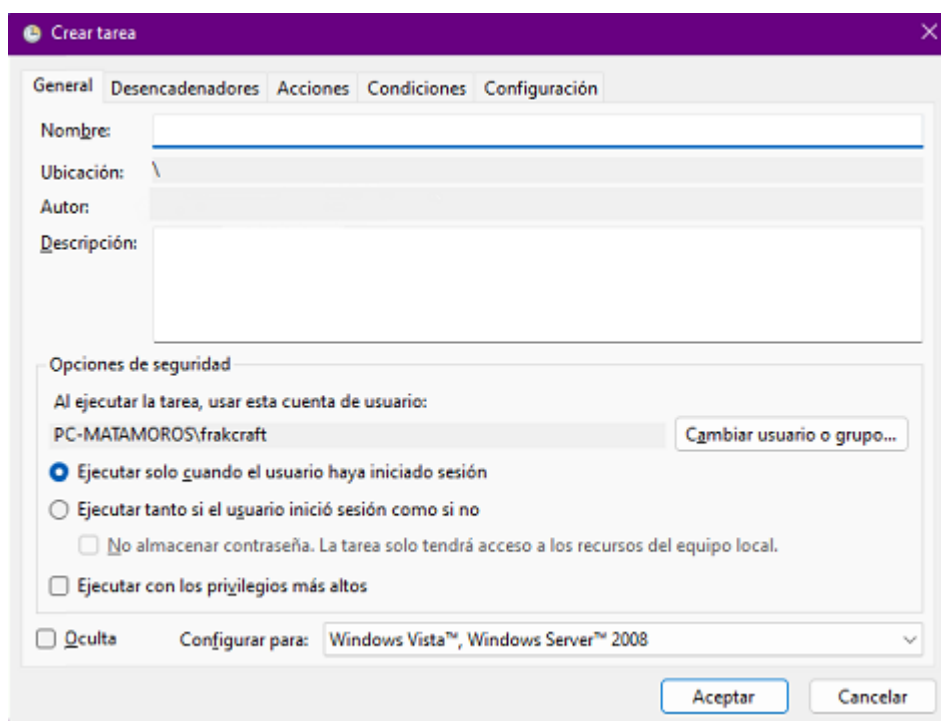 Crear tarea
General Desencadenadores Acciones Condiciones Configuración
Nombre:
Ubicación: \
Autor:
Descripción:
Opciones de seguridad
Al ejecutar la tarea, usar esta cuenta de usuario:
PC-MATAMOROS\frakcraft Cambiar usuario o grupo...
Ejecutar solo cuando el usuario haya iniciado sesión
Ejecutar tanto si el usuario inició sesión como si no
No almacenar contraseña. La tarea solo tendrá acceso a los recursos del equipo local.
Ejecutar con los privilegios más altos
Oculta Configurar para: Windows Vista™, Windows Server™ 2008
Aceptar Cancelar